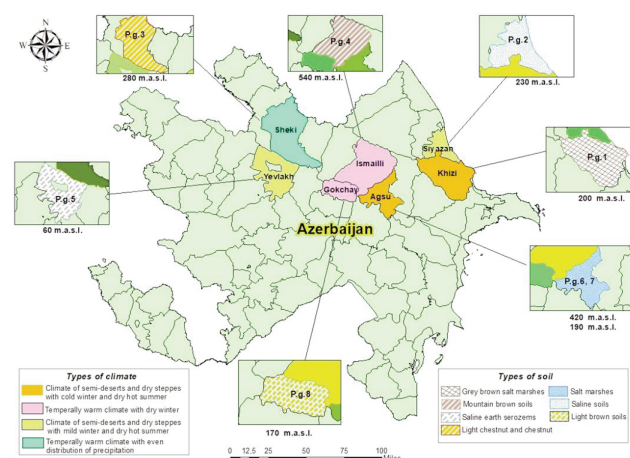 N
W E
S
P.g.3
280 m.a.s.l.
P.g.4
540 m.a.s.l.
P.g.2
230 m.a.s.l.
P.g.1
200 m.a.s.l.
P.g.5
60 m.a.s.l.
P.g.6, 7
420 m.a.s.l.
190 m.a.s.l.
P.g.8
170 m.a.s.l.
Sheki
Siyazan
Ismailli
Khizi
Yevlakh
Gokchay
Agsu
Azerbaijan
Types of climate
Climate of semi-deserts and dry steppes
with cold winter and dry hot summer
Temperally warm climate with dry winter
Climate of semi-deserts and dry steppes
with mild winter and dry hot summer
Temperally warm climate with even
distribution of precipitation
Types of soil
Grey brown salt marshes
Salt marshes
Mountain brown soils
Saline soils
Saline earth serozems
Light brown soils
Light chestnut and chestnut
0 12.5 25 50 75 100
Miles